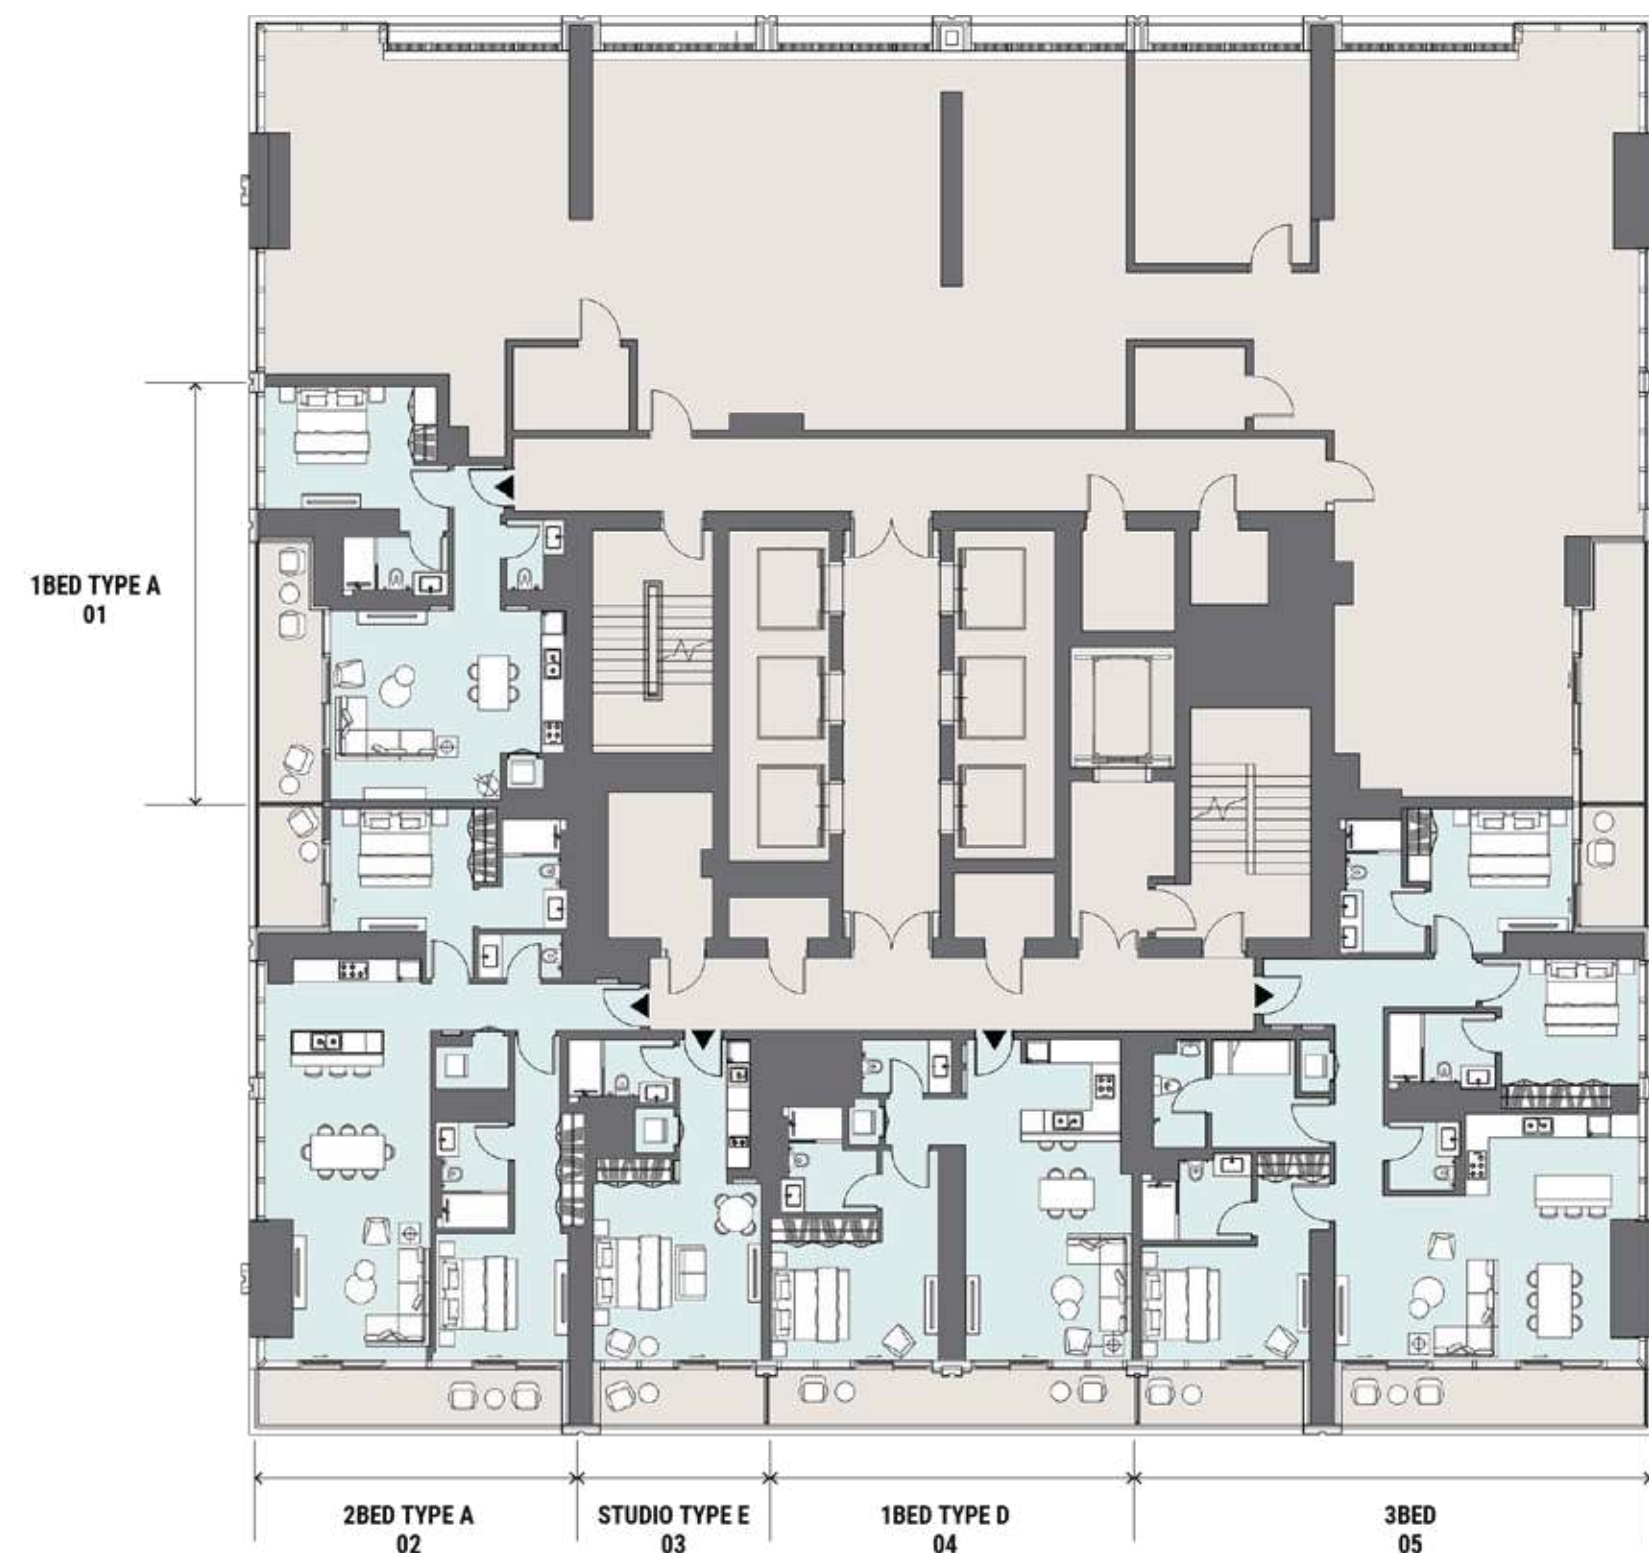 1BED TYPE A
01
2BED TYPE A
02
STUDIO TYPE E
03
1BED TYPE D
04
3BED
05